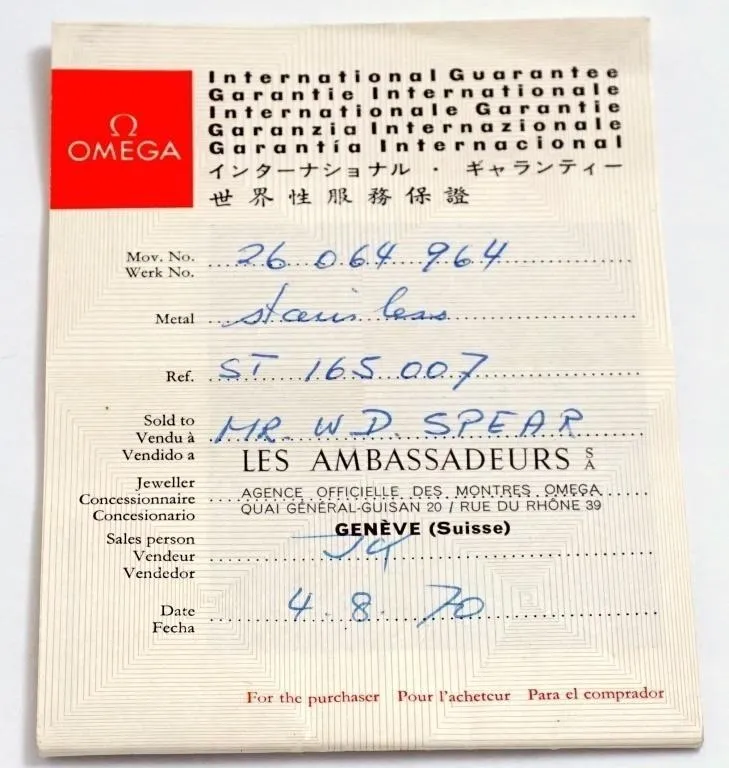 Ω
OMEGA
International Guarantee
Garantie Internationale
Internationale Garantie
Garanzia Internazionale
Garantía Internacional
インターナショナル・ギャランティー
世界性服務保證
Mov. No. 26 064 964
Werk No.
Metal stainless
Ref. ST 165.007
Sold to MR. W D. SPEAR
Vendu à
Vendido a
LES AMBASSADEURS SA
Jeweller
Concessionnaire
Concesionario
AGENCE OFFICIELLE DES MONTRES OMEGA
QUAI GÉNÉRAL-GUISAN 20 / RUE DU RHÔNE 39
GENÈVE (Suisse)
Sales person
Vendeur
Vendedor
Date 4. 8. 70
Fecha
For the purchaser Pour l'acheteur Para el comprador